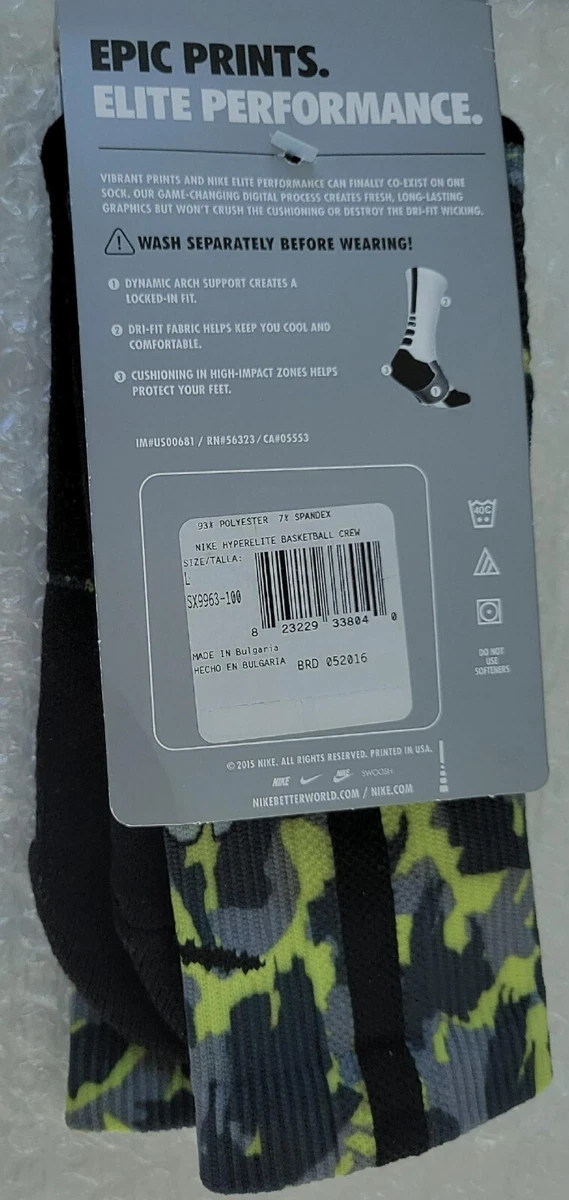 EPIC PRINTS.
ELITE PERFORMANCE.
VIBRANT PRINTS AND NIKE ELITE PERFORMANCE CAN FINALLY CO-EXIST ON ONE
SOCK. OUR GAME-CHANGING DIGITAL PROCESS CREATES FRESH, LONG-LASTING
GRAPHICS BUT WON'T CRUSH THE CUSHIONING OR DESTROY THE DRI-FIT WICKING.
WASH SEPARATELY BEFORE WEARING!
1 DYNAMIC ARCH SUPPORT CREATES A
LOCKED-IN FIT.
2 DRI-FIT FABRIC HELPS KEEP YOU COOL AND
COMFORTABLE.
3 CUSHIONING IN HIGH-IMPACT ZONES HELPS
PROTECT YOUR FEET.
2
3
1
IM#US00681 / RN#56323 / CA#05553
93% POLYESTER 7% SPANDEX
NIKE HYPERELITE BASKETBALL CREW
SIZE/TALLA:
L
SX9963-100
8 23229 33804 0
MADE IN Bulgaria
HECHO EN BULGARIA BRD 052016
40C
DO NOT
USE
SOFTENERS
© 2015 NIKE. ALL RIGHTS RESERVED. PRINTED IN USA.
NIKE NIKE SWOOSH
NIKEBETTERWORLD.COM / NIKE.COM